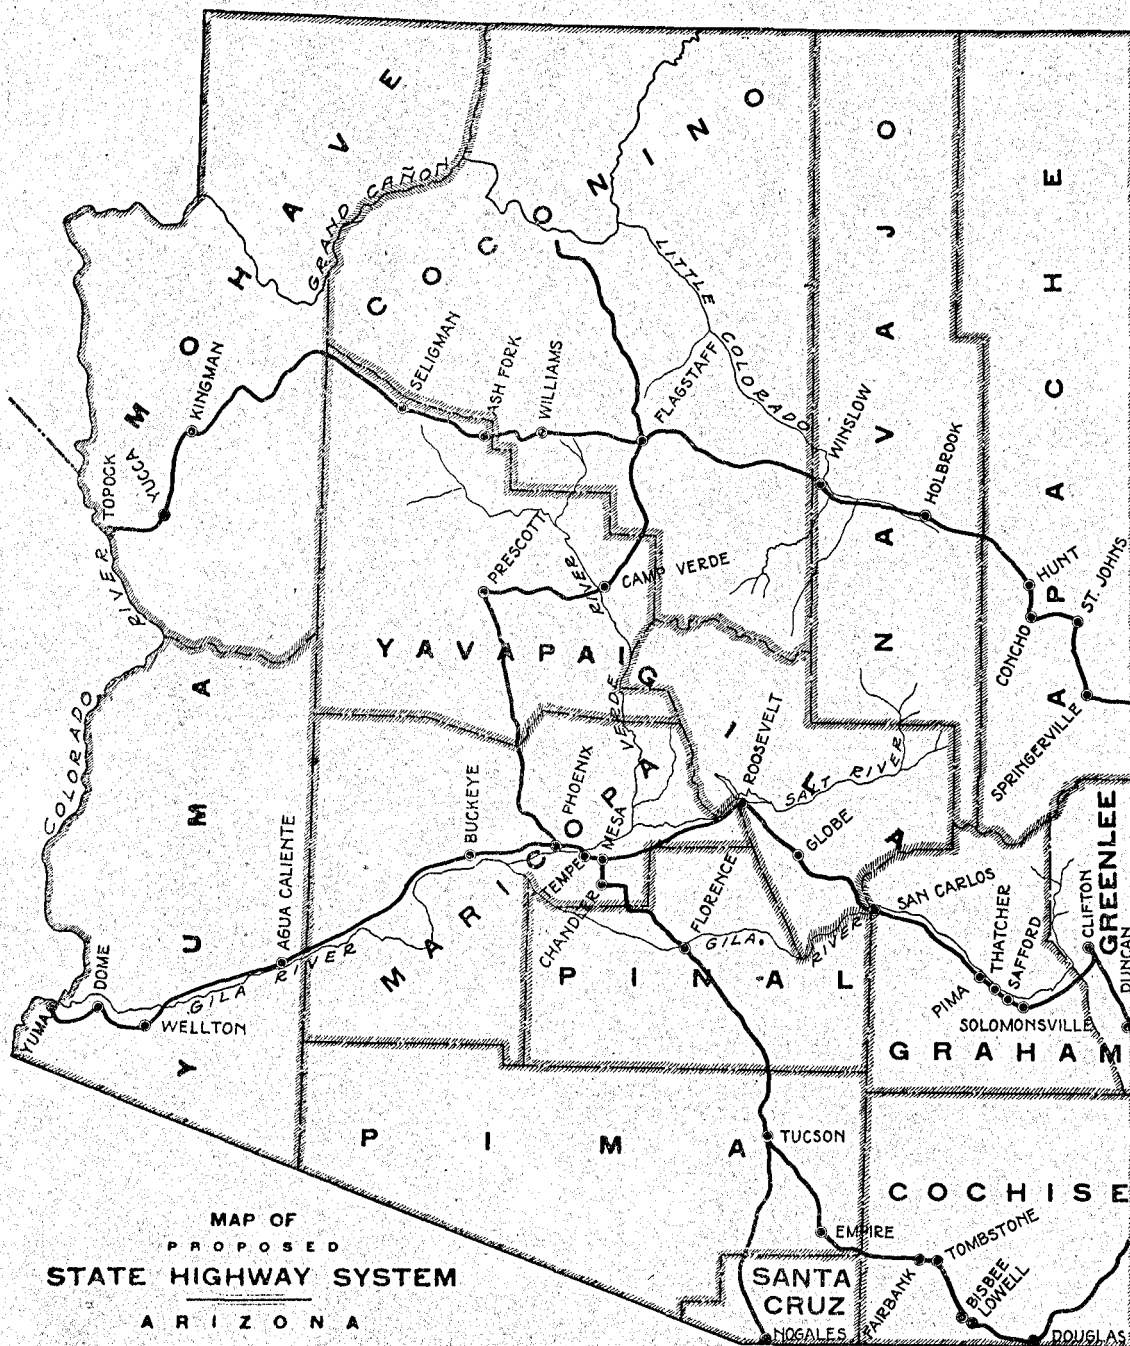 MOHAVE
COCONINO
NAVAJO
APACHE
GRAND CAÑON
LITTLE COLORADO
KINGMAN
SELIGMAN
ASH FORK
WILLIAMS
FLAGSTAFF
WINSLOW
HOLBROOK
TOPOCK
YUCCA
RIVER
COLORADO
PRESCOTT
RIVER
VERDE
CAMP VERDE
HUNT
ST. JOHNS
CONCHO
SPRINGERVILLE
YAVAPAI
GILA
YUMA
MARICOPA
ROOSEVELT
SALT RIVER
BUCKEYE
PHOENIX
MESA
TEMPE
CHANDLER
GLOBE
FLORENCE
AGUA CALIENTE
SAN CARLOS
GREENLEE
CLIFTON
DUNCAN
THATCHER
SAFFORD
PIMA
SOLOMONSVILLE
GILA RIVER
DOME
YUMA
WELLTON
GILA RIVER
PINAL
GRAHAM
PIMA
TUCSON
COCHISE
EMPIRE
TOMBSTONE
FAIRBANK
BISBEE
LOWELL
DOUGLAS
SANTA
CRUZ
NOGALES
MAP OF
PROPOSED
STATE HIGHWAY SYSTEM
ARIZONA